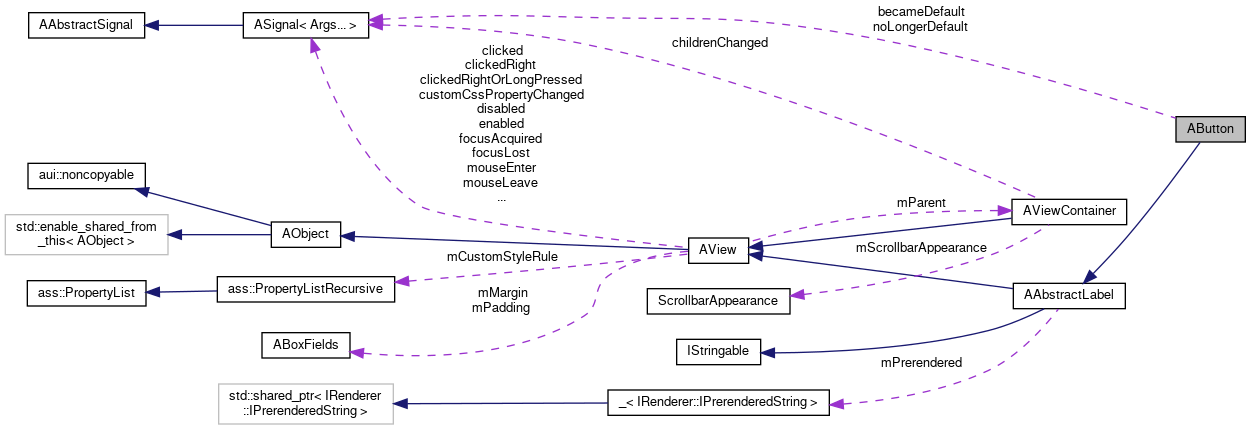 AAbstractSignal
ASignal< Args... >
becameDefault
noLongerDefault
childrenChanged
clicked
clickedRight
clickedRightOrLongPressed
customCssPropertyChanged
disabled
enabled
focusAcquired
focusLost
mouseEnter
mouseLeave
...
AButton
aui::noncopyable
std::enable_shared_from
_this< AObject >
AObject
mParent
AViewContainer
AView
mScrollbarAppearance
mCustomStyleRule
ass::PropertyList
ass::PropertyListRecursive
mMargin
mPadding
ScrollbarAppearance
AAbstractLabel
ABoxFields
IStringable
mPrerendered
std::shared_ptr< IRenderer
::IPrerenderedString >
_< IRenderer::IPrerenderedString >